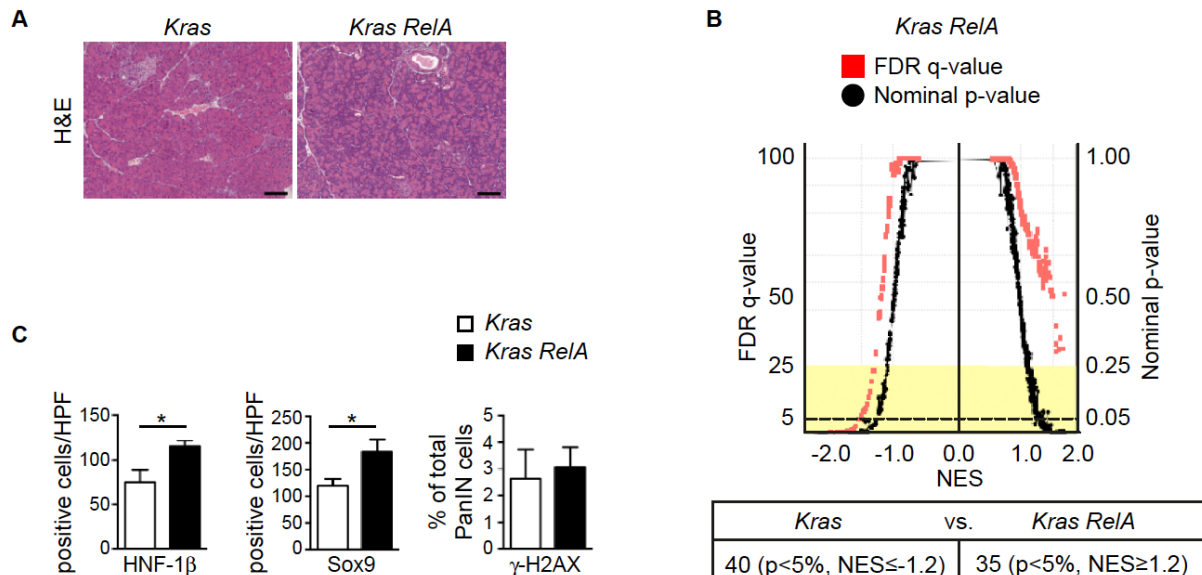 A
Kras
Kras RelA
H&E
B
Kras RelA
FDR q-value
Nominal p-value
100
50
25
5
FDR q-value
1.00
0.50
0.25
0.05
Nominal p-value
-2.0 -1.0 0.0 1.0 2.0
NES
Kras vs. Kras RelA
40 (p<5%, NES≤-1.2) 35 (p<5%, NES≥1.2)
C
Kras
Kras RelA
positive cells/HPF
150
100
50
0
*
HNF-1β
positive cells/HPF
250
200
150
100
50
0
*
Sox9
% of total
PanIN cells
5
4
3
2
1
0
γ-H2AX